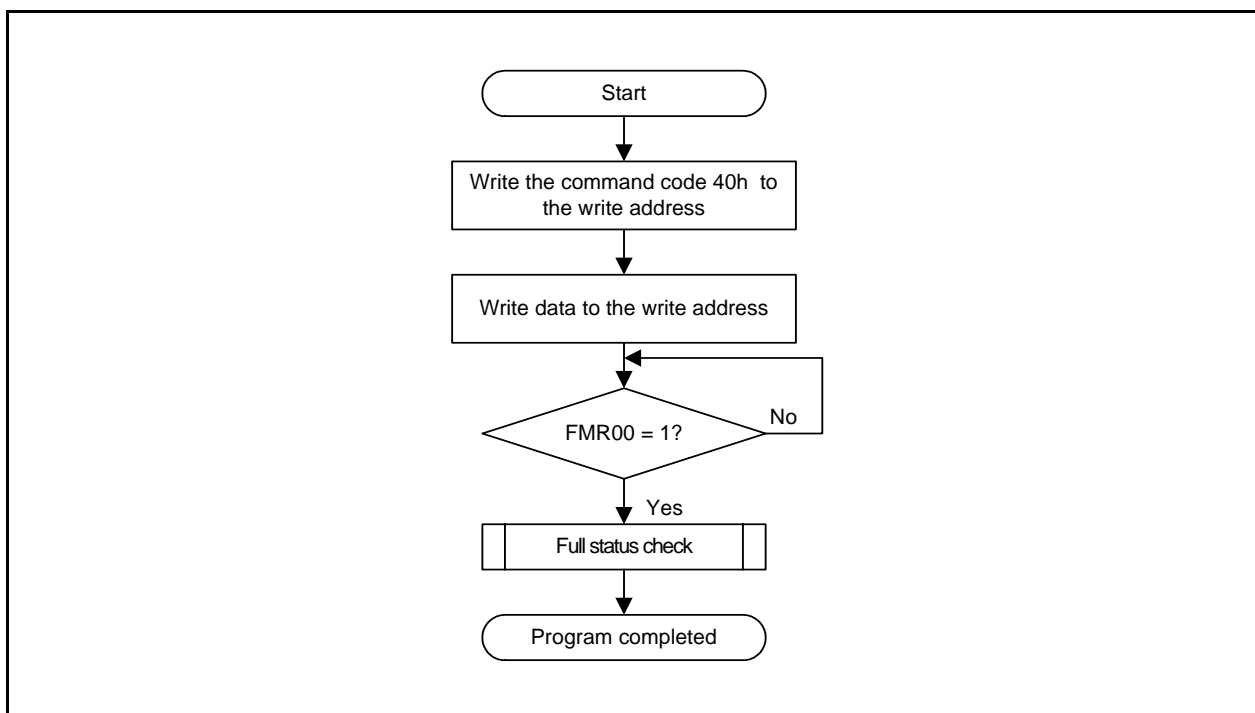 Start
Write the command code 40h to
the write address
Write data to the write address
FMR00 = 1?
No
Yes
Full status check
Program completed